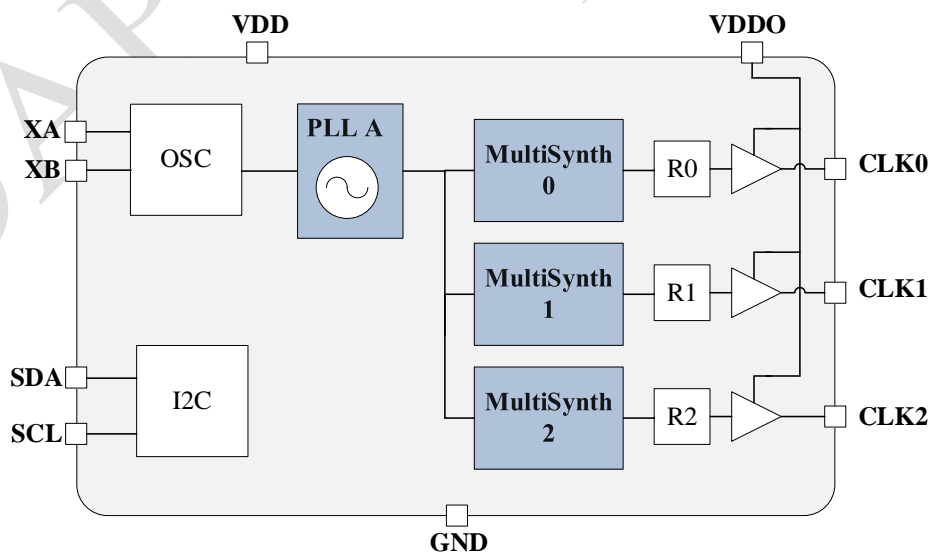 VDD
VDDO
XA
XB
OSC
PLL A
MultiSynth
0
R0
CLK0
MultiSynth
1
R1
CLK1
SDA
SCL
I2C
MultiSynth
2
R2
CLK2
GND